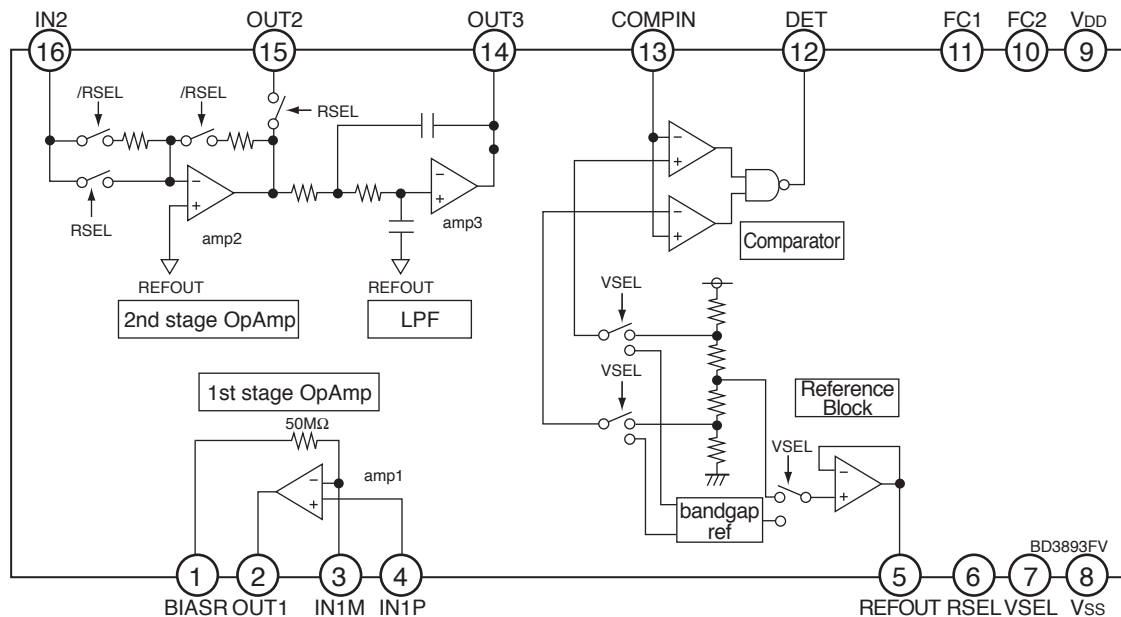 IN2 OUT2 OUT3 COMPIN DET FC1 FC2 VDD
16 15 14 13 12 11 10 9
/RSEL /RSEL
RSEL
− −
+ +
RSEL
amp2 amp3
REFOUT REFOUT
2nd stage OpAmp LPF
−
+
−
+
Comparator
VSEL
VSEL
1st stage OpAmp
50MΩ
amp1
−
+
Reference
Block
VSEL
−
+
bandgap
ref
BD3893FV
1 2 3 4 5 6 7 8
BIASR OUT1 IN1M IN1P REFOUT RSEL VSEL VSS